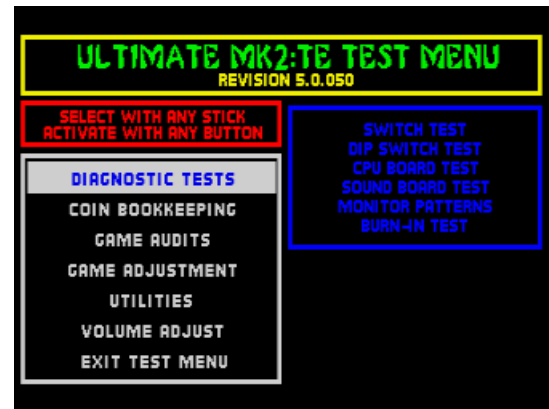 ULTIMATE MK2:TE TEST MENU
REVISION 5.0.050
SELECT WITH ANY STICK
ACTIVATE WITH ANY BUTTON
DIAGNOSTIC TESTS
COIN BOOKKEEPING
GAME AUDITS
GAME ADJUSTMENT
UTILITIES
VOLUME ADJUST
EXIT TEST MENU
SWITCH TEST
DIP SWITCH TEST
CPU BOARD TEST
SOUND BOARD TEST
MONITOR PATTERNS
BURN-IN TEST